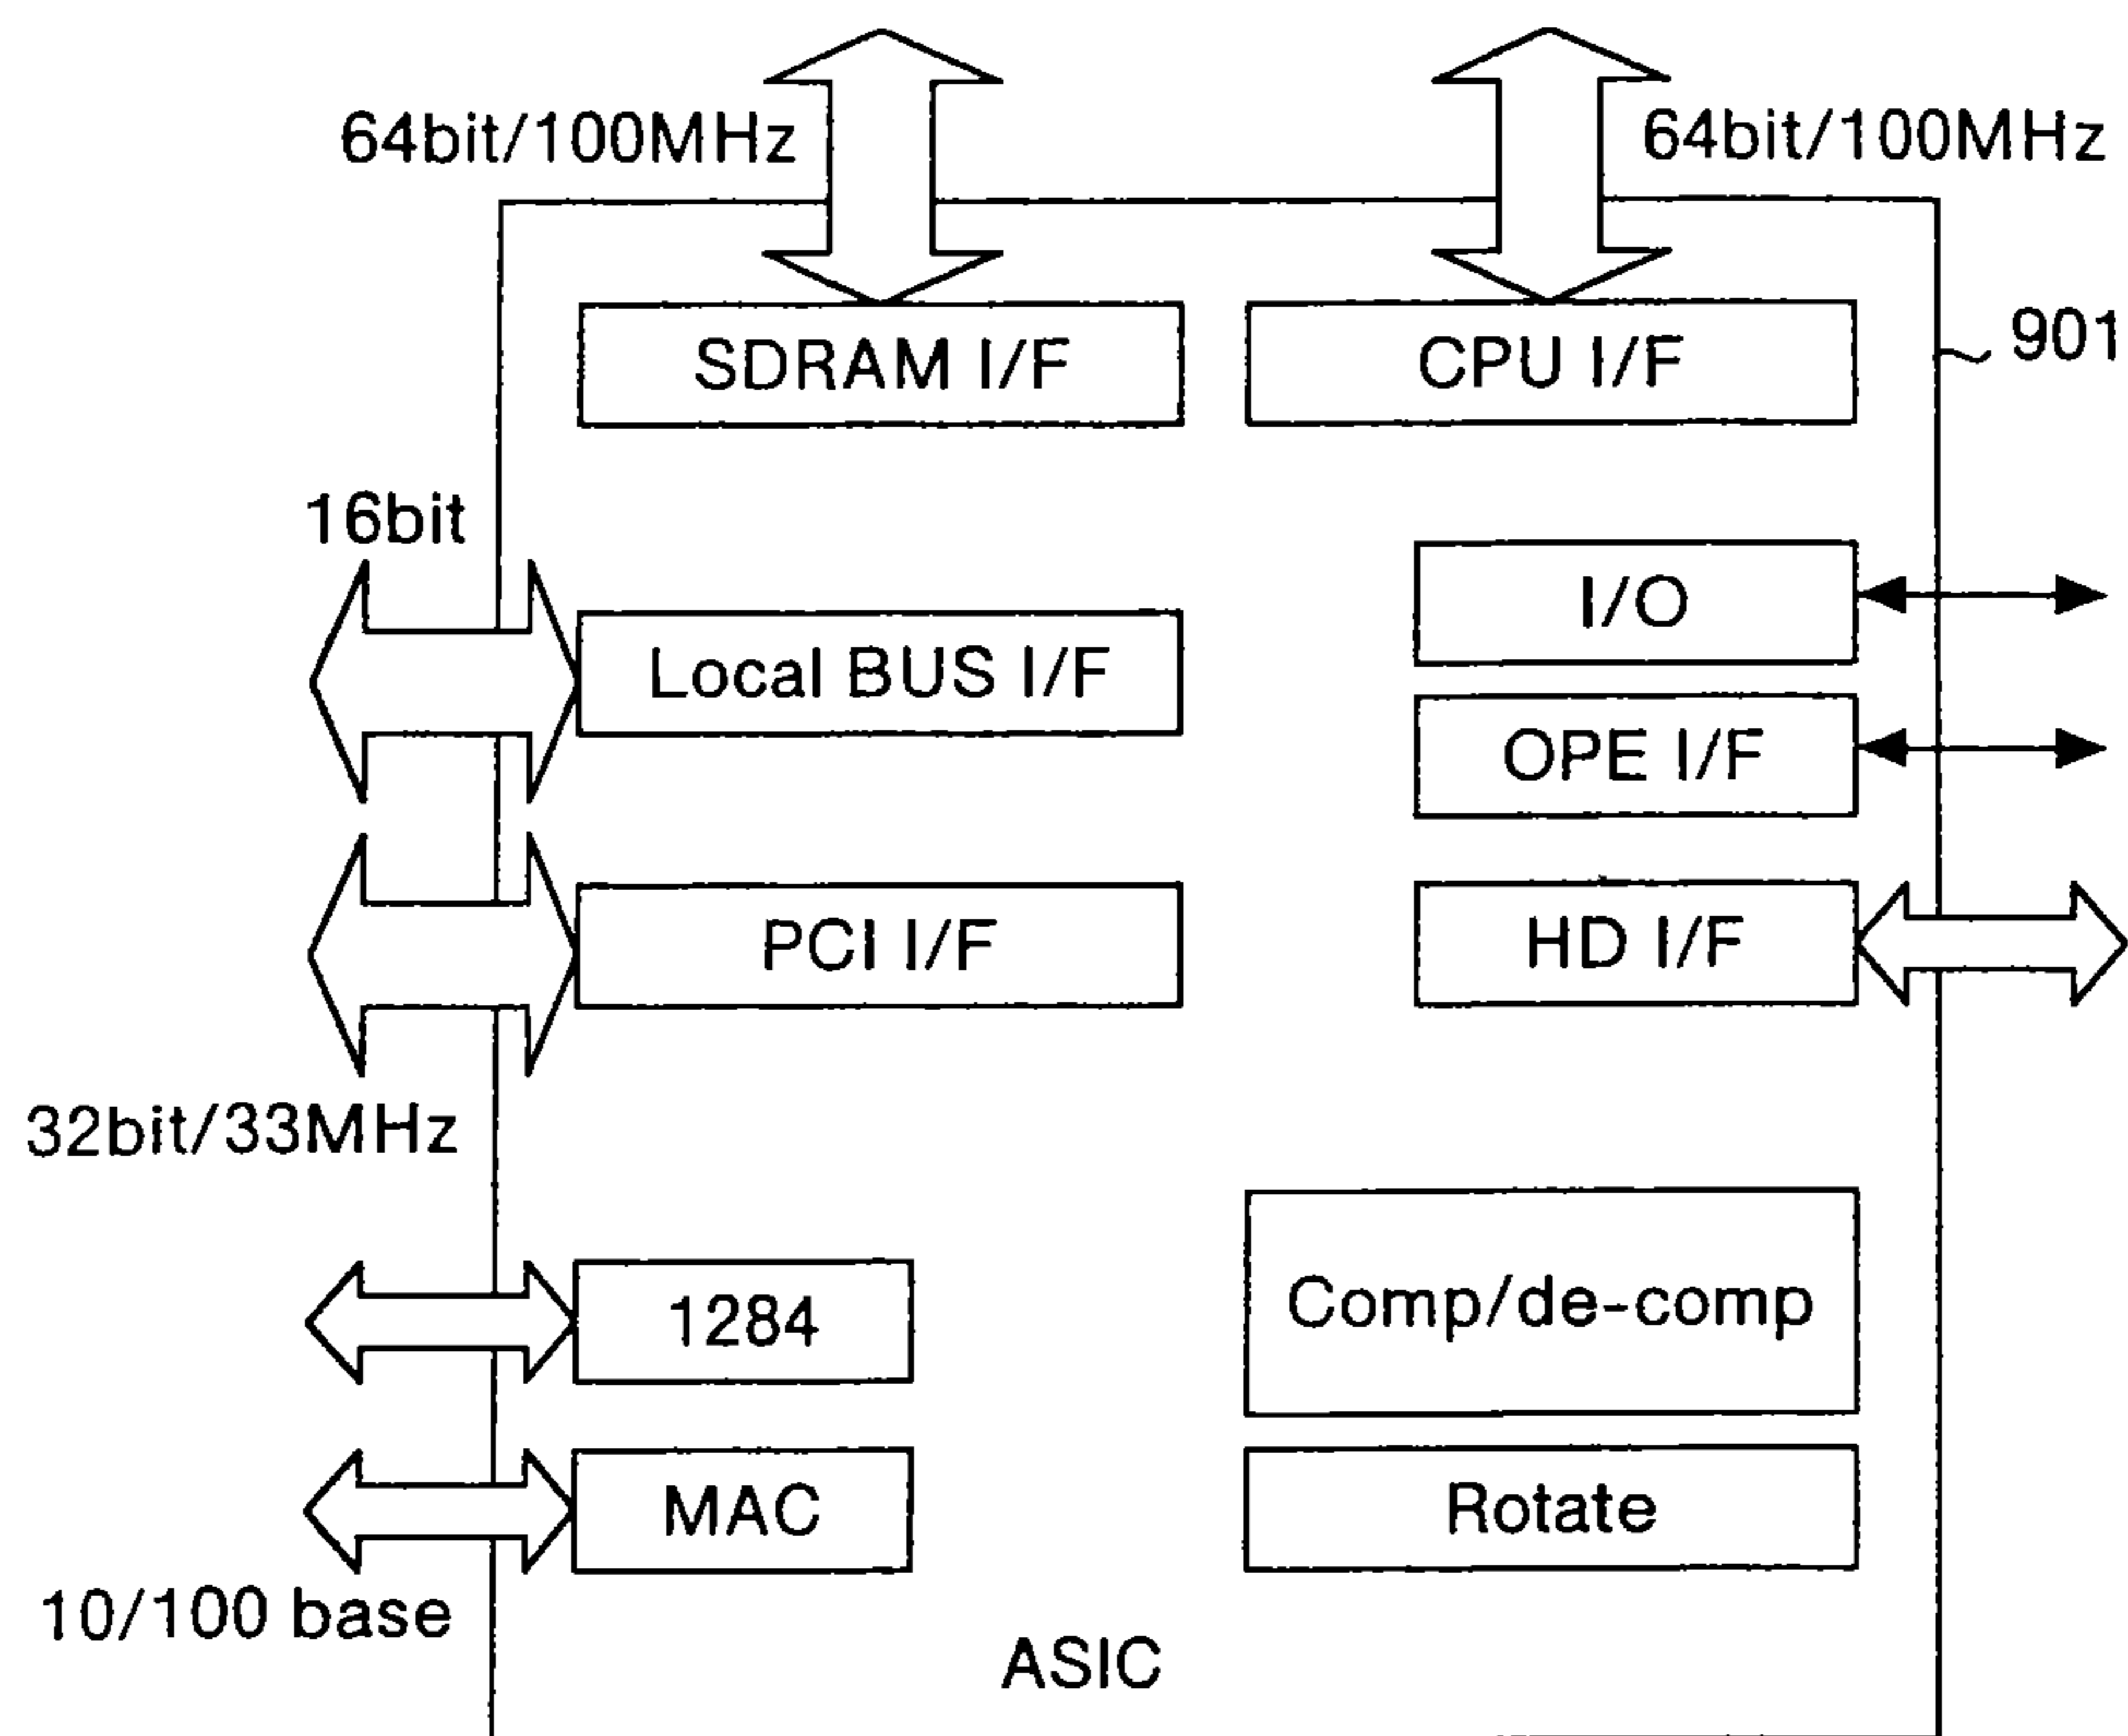 64bit/100MHz
64bit/100MHz
SDRAM I/F
CPU I/F
901
16bit
I/O
Local BUS I/F
OPE I/F
PCI I/F
HD I/F
32bit/33MHz
1284
Comp/de-comp
MAC
Rotate
10/100 base
ASIC